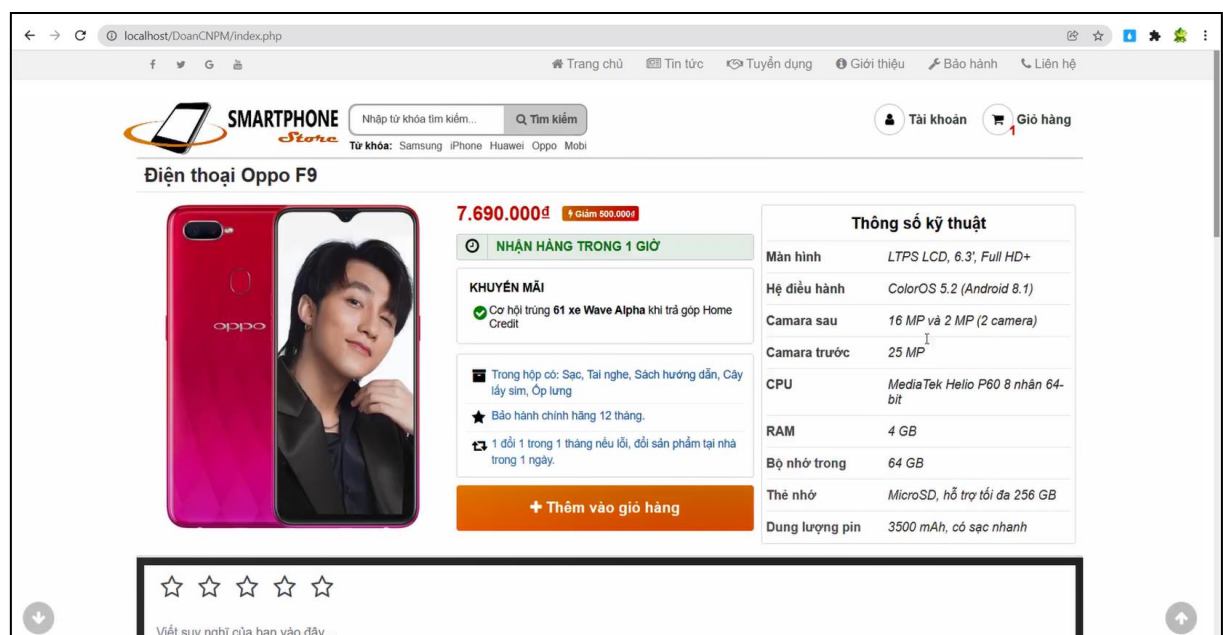 localhost/DoanCNPM/index.php
Trang chủ Tin tức Tuyển dụng Giới thiệu Bảo hành Liên hệ
SMARTPHONE
Store
Nhập từ khóa tìm kiếm... Tìm kiếm
Từ khóa: Samsung iPhone Huawei Oppo Mobi
Tài khoản 1 Giỏ hàng
Điện thoại Oppo F9
oppo
7.690.000₫ Giảm 500.000₫
NHẬN HÀNG TRONG 1 GIỜ
KHUYẾN MÃI
Cơ hội trúng 61 xe Wave Alpha khi trả góp Home
Credit
Trong hộp có: Sạc, Tai nghe, Sách hướng dẫn, Cây
lấy sim, Ốp lưng
Bảo hành chính hãng 12 tháng.
1 đổi 1 trong 1 tháng nếu lỗi, đổi sản phẩm tại nhà
trong 1 ngày.
+ Thêm vào giỏ hàng
Thông số kỹ thuật
Màn hình LTPS LCD, 6.3', Full HD+
Hệ điều hành ColorOS 5.2 (Android 8.1)
Camara sau 16 MP và 2 MP (2 camera)
Camara trước 25 MP
CPU MediaTek Helio P60 8 nhân 64-
bit
RAM 4 GB
Bộ nhớ trong 64 GB
Thẻ nhớ MicroSD, hỗ trợ tối đa 256 GB
Dung lượng pin 3500 mAh, có sạc nhanh
Viết suy nghĩ của bạn vào đây